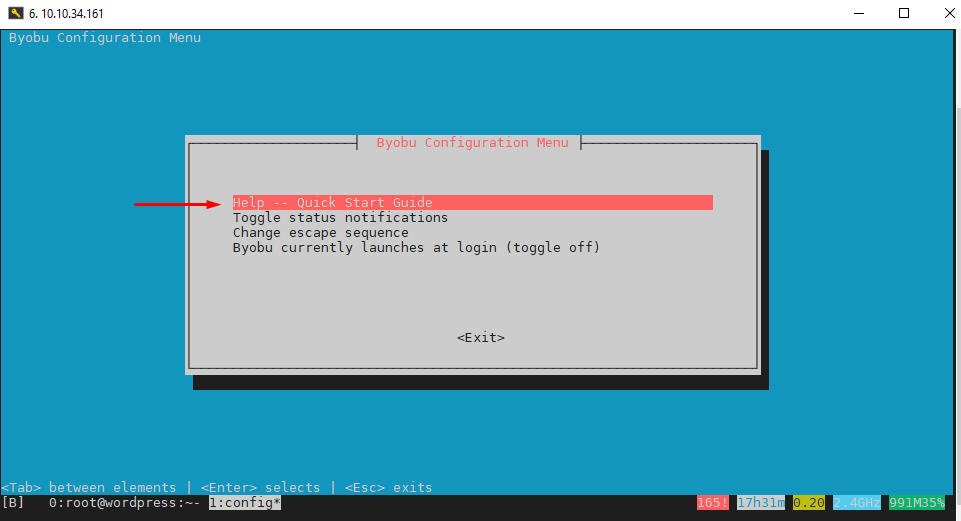 6. 10.10.34.161
Byobu Configuration Menu
Byobu Configuration Menu
Help -- Quick Start Guide
Toggle status notifications
Change escape sequence
Byobu currently launches at login (toggle off)
<Exit>
<Tab> between elements | <Enter> selects | <Esc> exits
[B] 0:root@wordpress:~- 1:config* 165! 17h31m 0.20 2.4GHz 991M35%